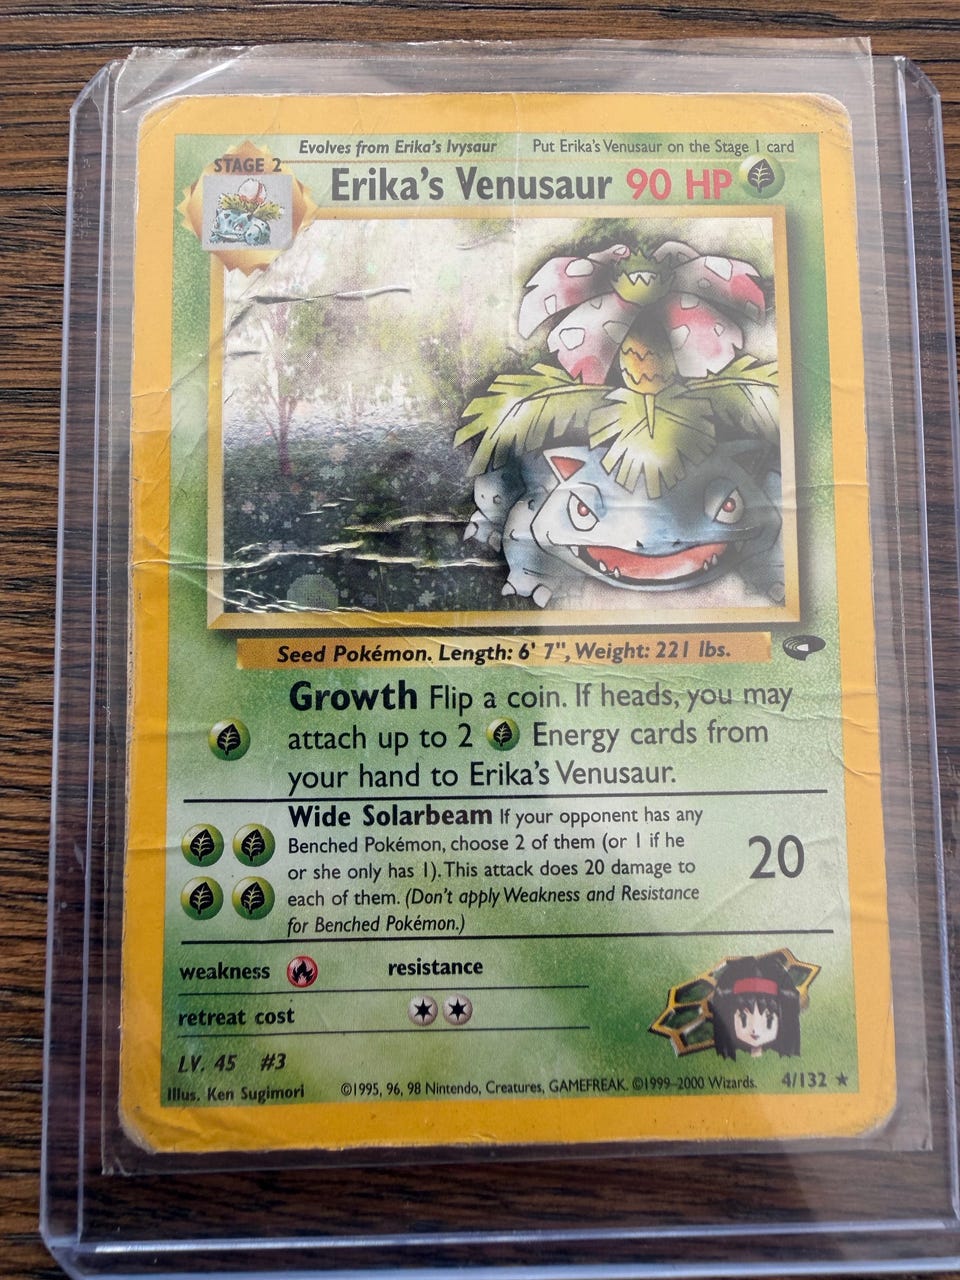 Evolves from Erika's Ivysaur Put Erika's Venusaur on the Stage 1 card
STAGE 2
Erika's Venusaur 90 HP
Seed Pokémon. Length: 6' 7", Weight: 221 lbs.
Growth Flip a coin. If heads, you may
attach up to 2 Energy cards from
your hand to Erika's Venusaur.
Wide Solarbeam If your opponent has any
Benched Pokémon, choose 2 of them (or 1 if he
or she only has 1). This attack does 20 damage to
each of them. (Don't apply Weakness and Resistance
for Benched Pokémon.)
20
weakness resistance
retreat cost
LV. 45 #3
Illus. Ken Sugimori ©1995, 96, 98 Nintendo, Creatures, GAMEFREAK. ©1999-2000 Wizards. 4/132 ★